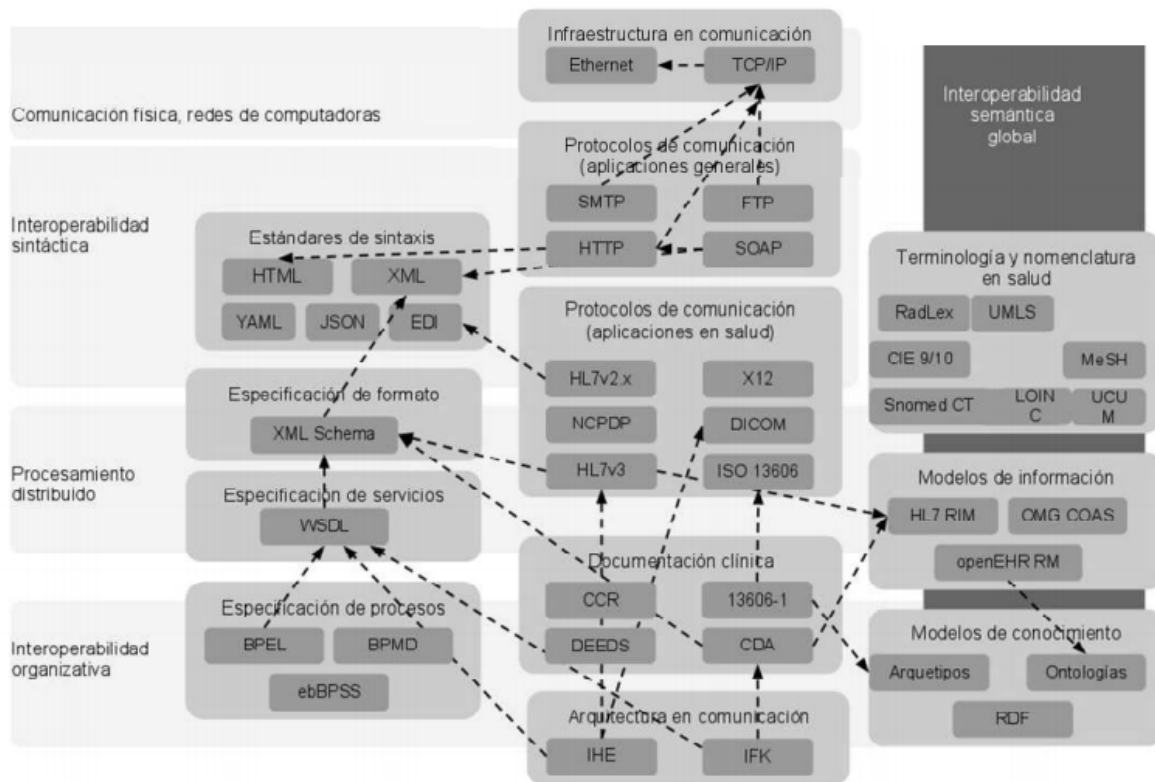 Infraestructura en comunicación
Ethernet
TCP/IP
Comunicación física, redes de computadoras
Interoperabilidad
semántica
global
Protocolos de comunicación
(aplicaciones generales)
SMTP
FTP
HTTP
SOAP
Interoperabilidad
sintáctica
Estándares de sintaxis
HTML
XML
YAML
JSON
EDI
Terminología y nomenclatura
en salud
RadLex
UMLS
CIE 9/10
MeSH
Snomed CT
LOIN
C
UCU
M
Protocolos de comunicación
(aplicaciones en salud)
HL7v2.x
X12
NCPDP
DICOM
HL7v3
ISO 13606
Especificación de formato
XML Schema
Procesamiento
distribuido
Especificación de servicios
WSDL
Modelos de información
HL7 RIM
OMG COAS
openEHR RM
Documentación clínica
CCR
13606-1
DEEDS
CDA
Especificación de procesos
BPEL
BPMD
ebBPSS
Interoperabilidad
organizativa
Modelos de conocimiento
Arquetipos
Ontologías
RDF
Arquitectura en comunicación
IHE
IFK